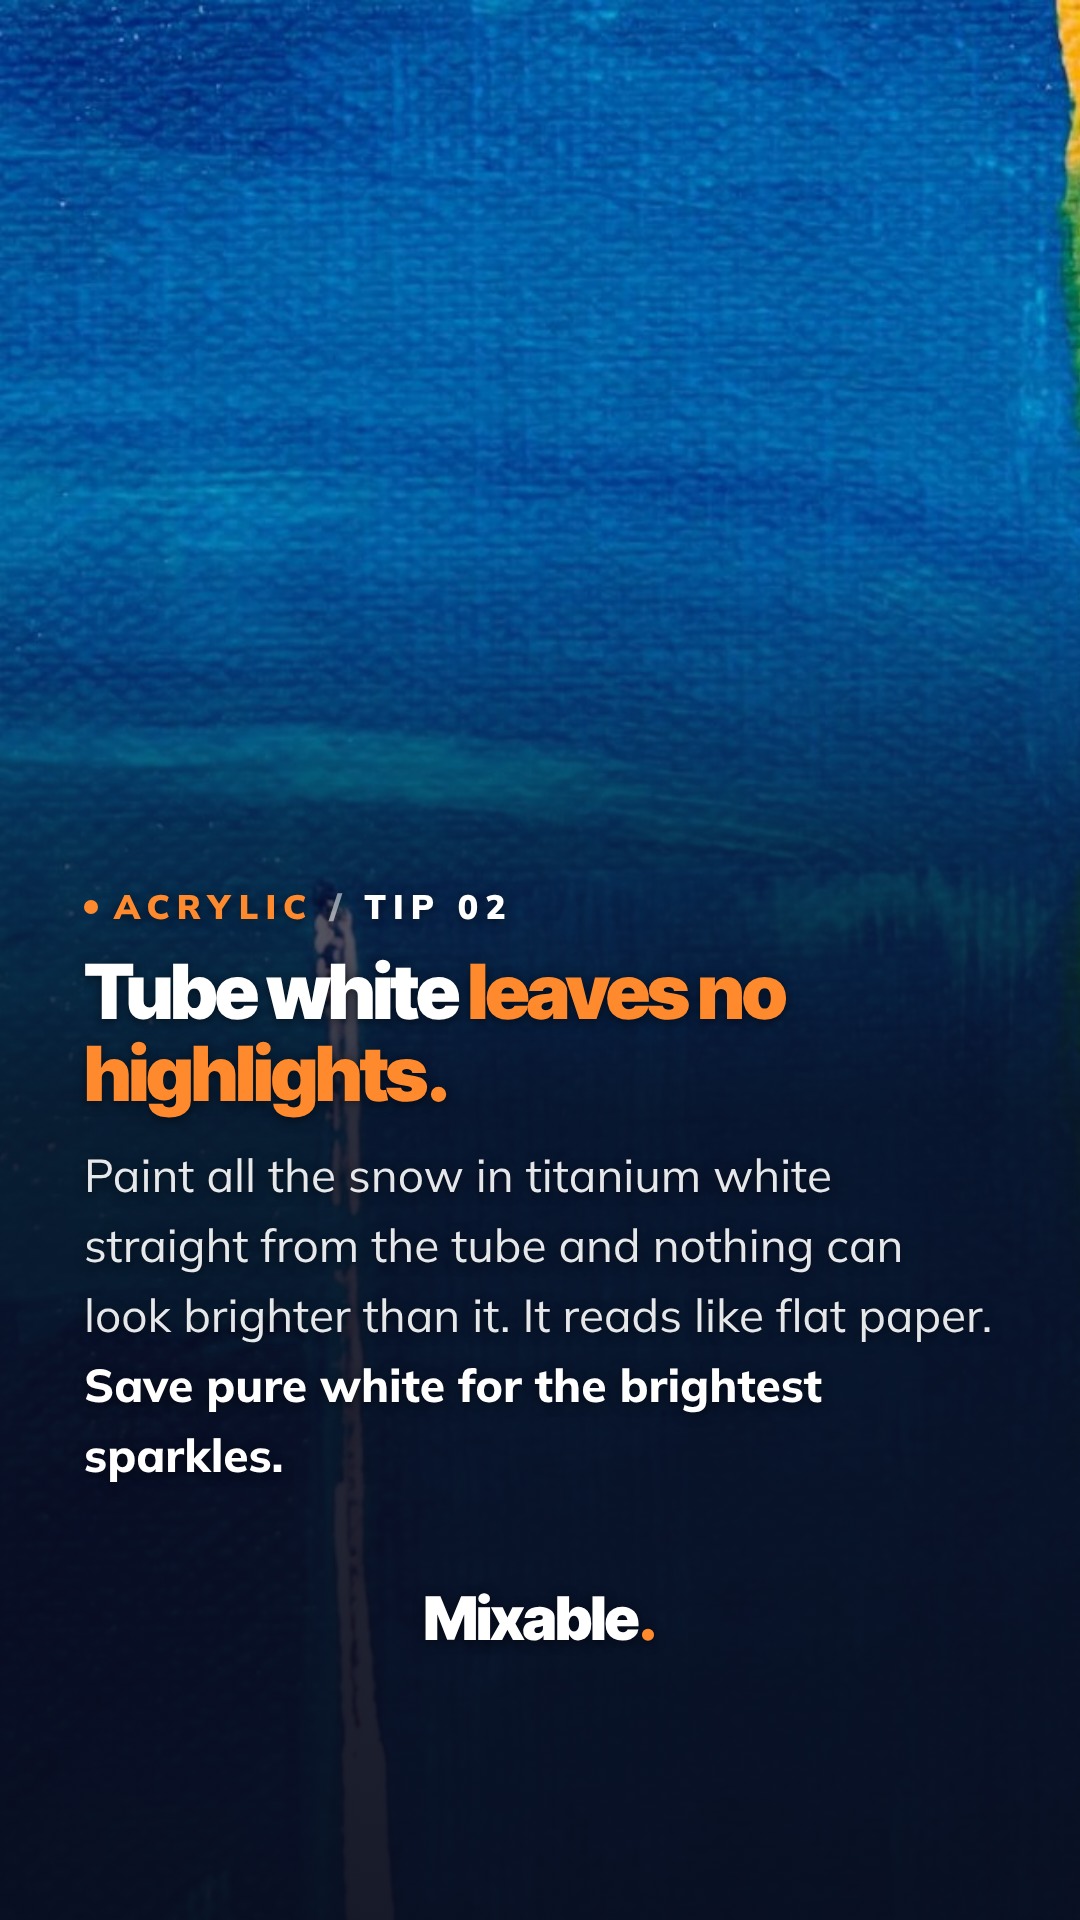 • ACRYLIC / TIP 02
Tube white leaves no
highlights.
Paint all the snow in titanium white
straight from the tube and nothing can
look brighter than it. It reads like flat paper.
Save pure white for the brightest
sparkles.
Mixable.